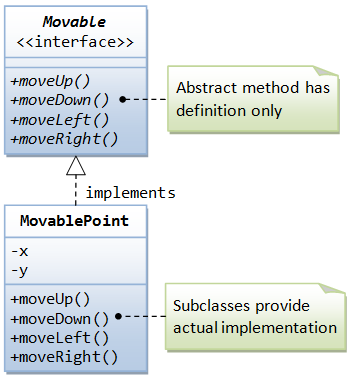 Movable
<<interface>>
+moveUp()
+moveDown()
+moveLeft()
+moveRight()
Abstract method has
definition only
implements
MovablePoint
-x
-y
+moveUp()
+moveDown()
+moveLeft()
+moveRight()
Subclasses provide
actual implementation